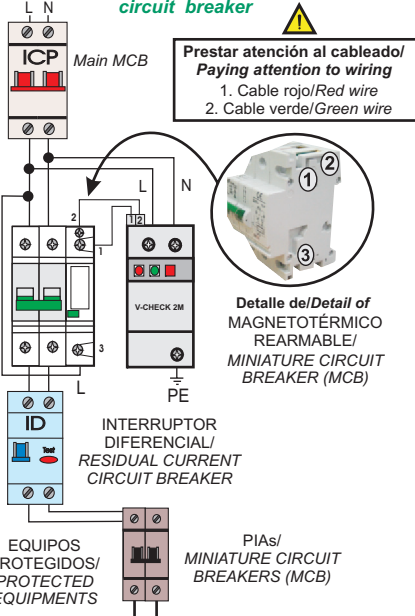 circuit breaker
L N
ICP
Main MCB
Prestar atención al cableado/
Paying attention to wiring
1. Cable rojo/Red wire
2. Cable verde/Green wire
L
N
2
1 2
1
V-CHECK 2M
3
L
PE
1
2
3
Detalle de/Detail of
MAGNETOTÉRMICO
REARMABLE/
MINIATURE CIRCUIT
BREAKER (MCB)
ID
Test
INTERRUPTOR
DIFERENCIAL/
RESIDUAL CURRENT
CIRCUIT BREAKER
EQUIPOS
ROTEGIDOS/
PROTECTED
EQUIPMENTS
PIAs/
MINIATURE CIRCUIT
BREAKERS (MCB)